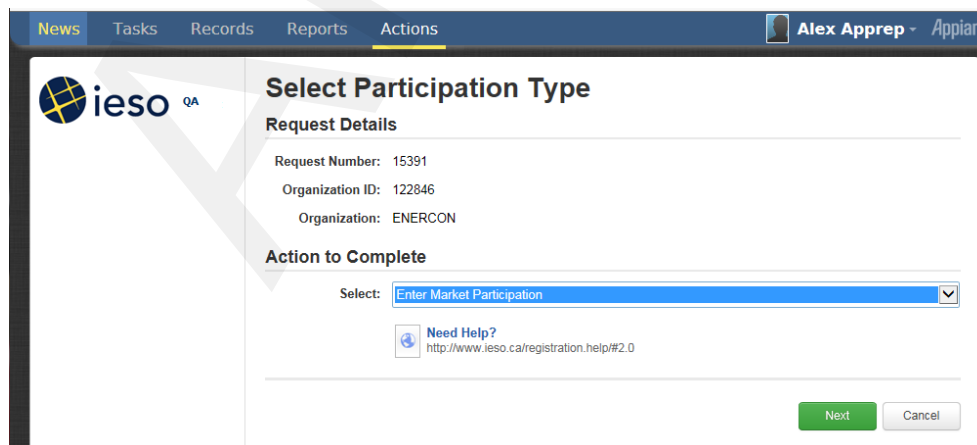 News Tasks Records Reports Actions Alex Apprep Appian
ieso QA
Select Participation Type
Request Details
Request Number: 15391
Organization ID: 122846
Organization: ENERCON
Action to Complete
Select: Enter Market Participation
Need Help?
http://www.ieso.ca/registration.help/#2.0
Next Cancel